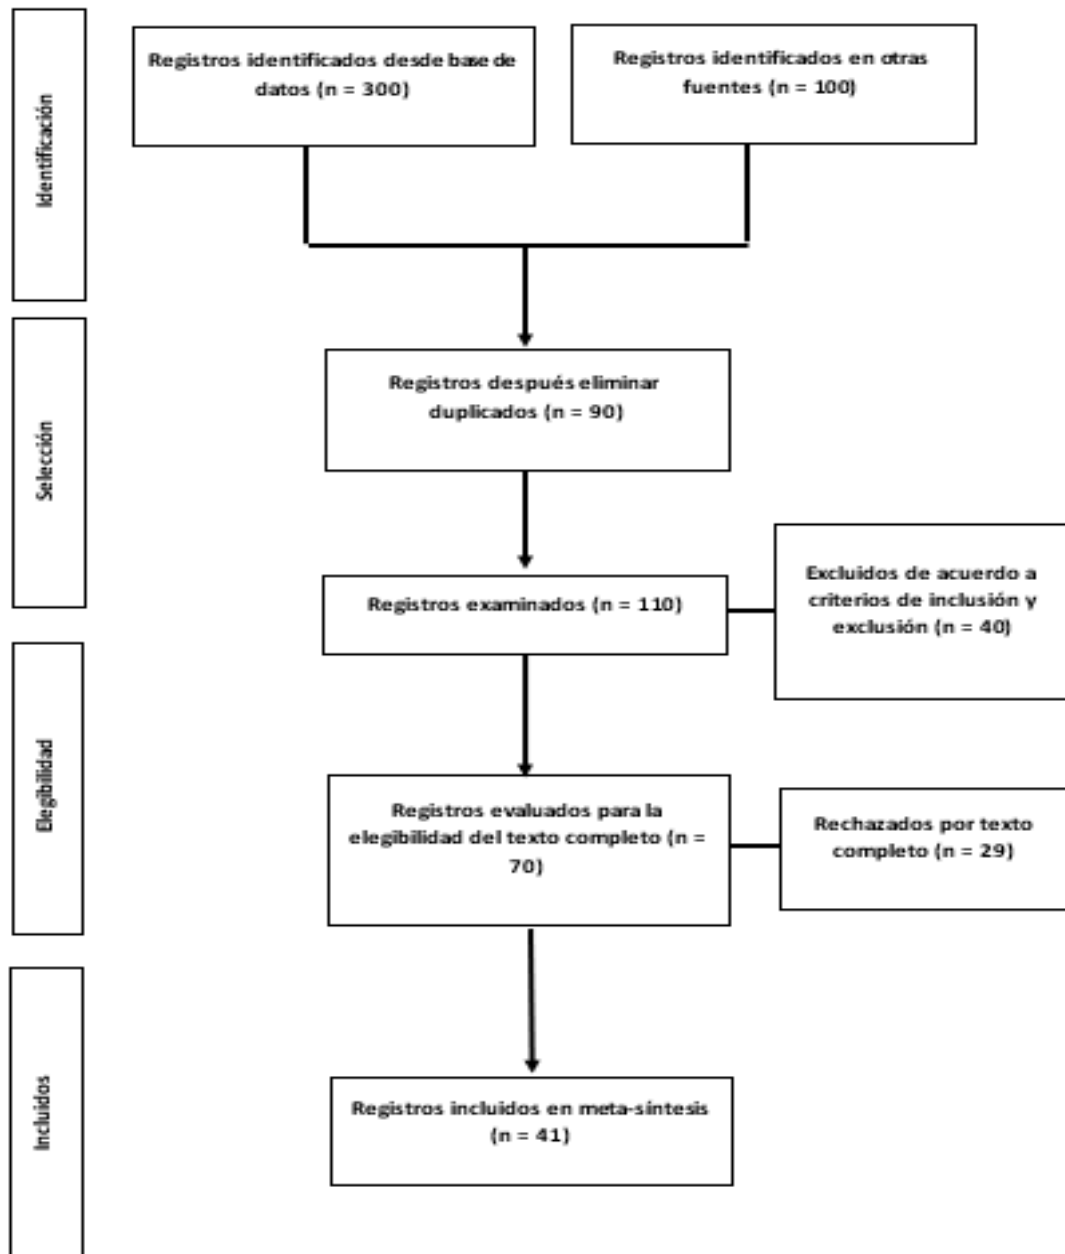 Identificación
Registros identificados desde base de
datos (n = 300)
Registros identificados en otras
fuentes (n = 100)
Selección
Registros después eliminar
duplicados (n = 90)
Registros examinados (n = 110)
Excluidos de acuerdo a
criterios de inclusión y
exclusión (n = 40)
Elegibilidad
Registros evaluados para la
elegibilidad del texto completo (n =
70)
Rechazados por texto
completo (n = 29)
Incluidos
Registros incluidos en meta-síntesis
(n = 41)